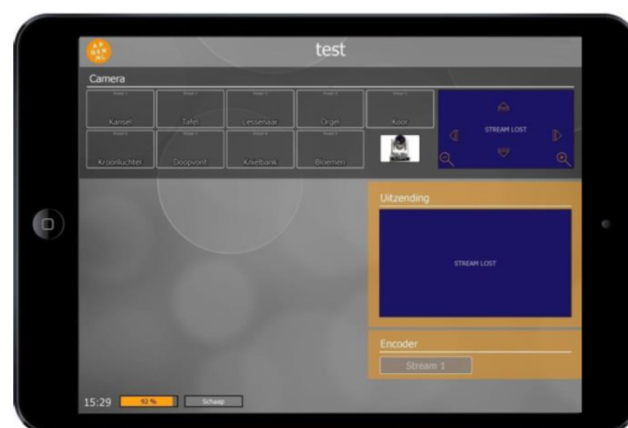 test
Camera
Kansel
Tafel
Lessenaar
Orgel
Koor
STREAM LOST
Kroonluchter
Doopvont
Knielbank
Bloemen
Uitzending
STREAM LOST
Encoder
Stream 1
15:29
92 %
Schaap